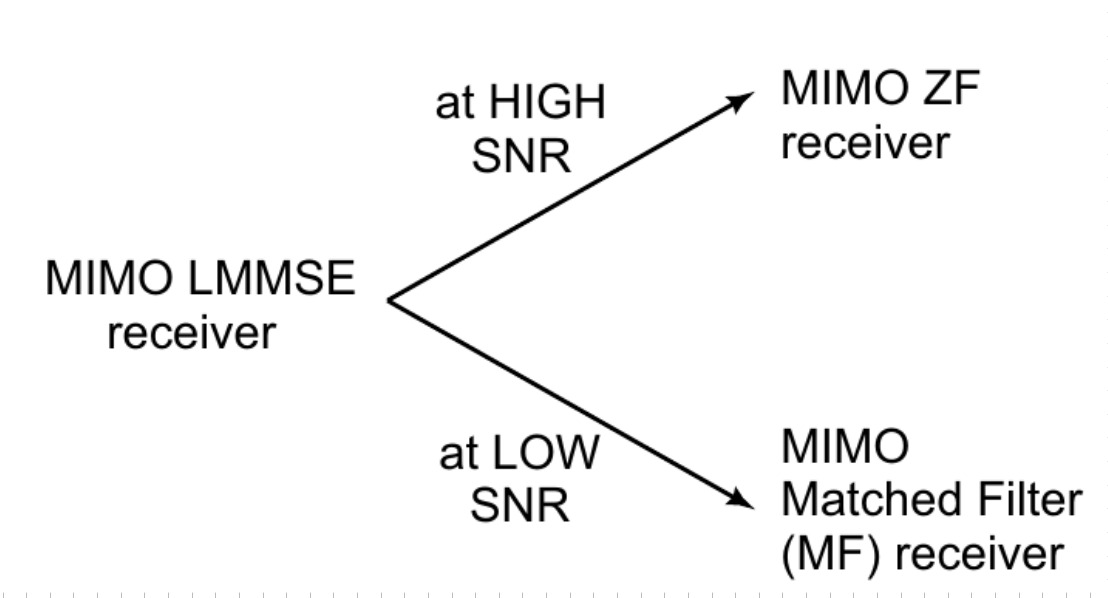 at HIGH
SNR
MIMO ZF
receiver
MIMO LMMSE
receiver
at LOW
SNR
MIMO
Matched Filter
(MF) receiver